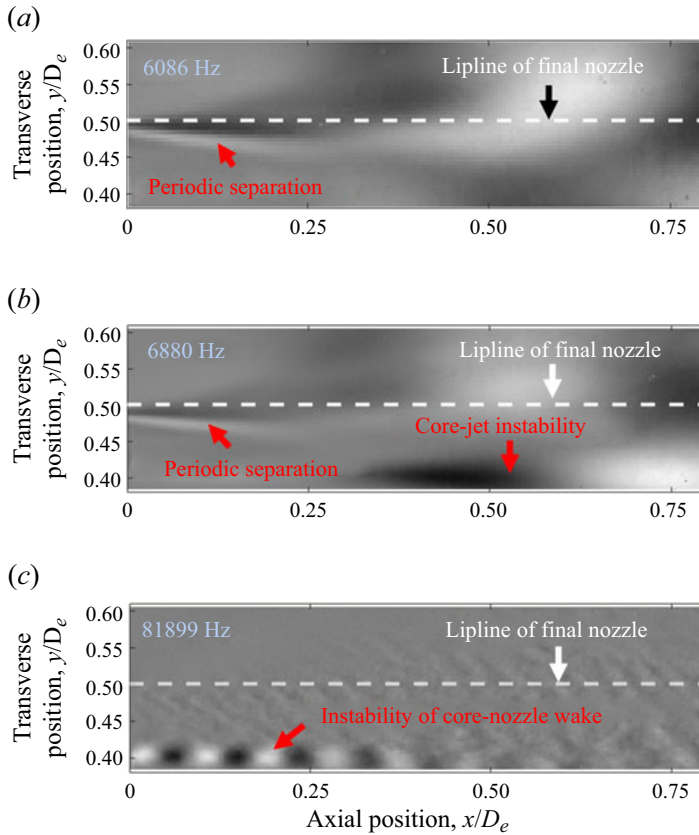 (a)
0.60
6086 Hz
Lipline of final nozzle
0.55
0.50
0.45
0.40
Transverse
position, y/Dₑ
Periodic separation
0
0.25
0.50
0.75
(b)
0.60
6880 Hz
Lipline of final nozzle
0.55
0.50
0.45
0.40
Transverse
position, y/Dₑ
Core-jet instability
Periodic separation
0
0.25
0.50
0.75
(c)
0.60
81899 Hz
Lipline of final nozzle
0.55
0.50
0.45
0.40
Transverse
position, y/Dₑ
Instability of core-nozzle wake
0
0.25
0.50
0.75
Axial position, x/Dₑ